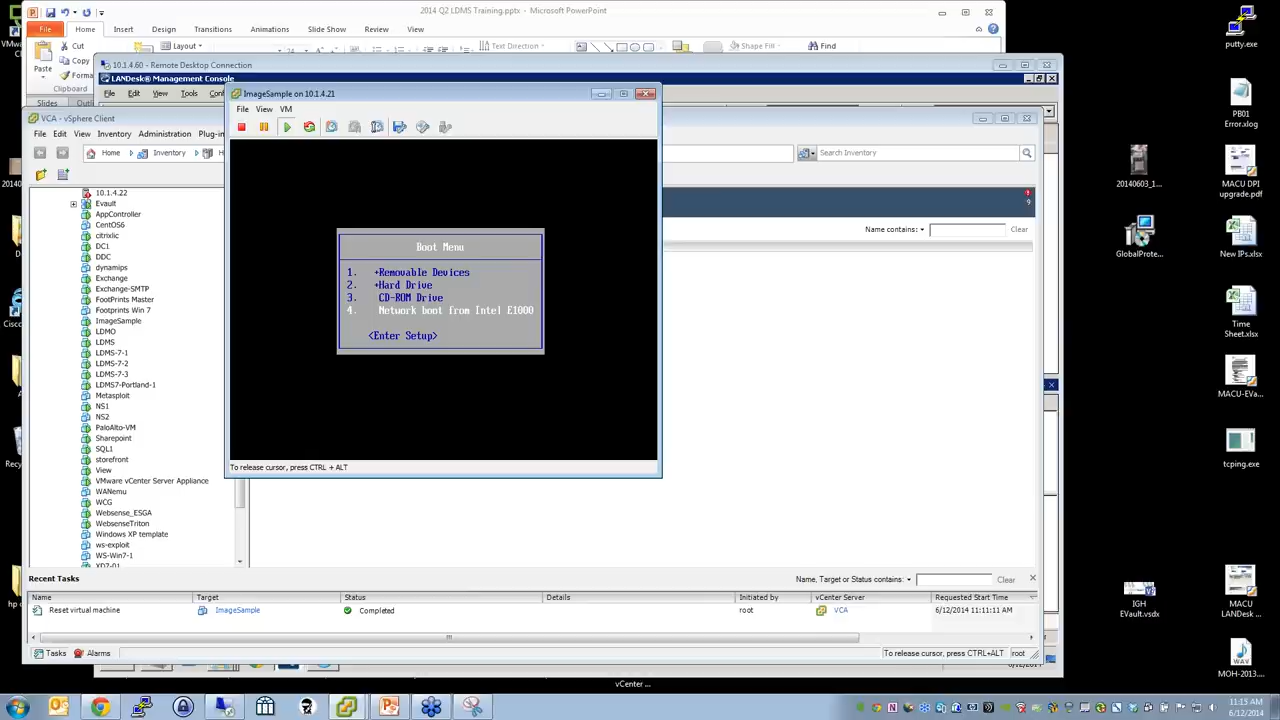 2014 Q2 LDMS Training.pptx - Microsoft PowerPoint
File
Home
Insert
Design
Transitions
Animations
Slide Show
Review
View
Cut
Layout
Text Direction
Shape Fill
Find
Paste
Copy
Clipboard
Slides
10.1.4.60 - Remote Desktop Connection
LANDesk® Management Console
File Edit View Tools
VCA - vSphere Client
File Edit View Inventory Administration Plug-in
Home
Inventory
Search Inventory
Name contains:
Clear
9
10.1.4.22
Evault
AppController
CentOS6
citrixlic
DC1
DDC
dynamips
Exchange
Exchange-SMTP
FootPrints Master
Footprints Win 7
ImageSample
LDMO
LDMS
LDMS-7-1
LDMS-7-2
LDMS-7-3
LDMS7-Portland-1
Metasploit
NS1
NS2
PaloAlto-VM
Sharepoint
SQL1
storefront
View
VMware vCenter Server Appliance
WANemu
WCG
Websense_ESGA
WebsenseTriton
Windows XP template
ws-exploit
WS-Win7-1
XD7-01
ImageSample on 10.1.4.21
File View VM
Boot Menu
1. +Removable Devices
2. +Hard Drive
3. CD-ROM Drive
4. Network boot from Intel E1000
<Enter Setup>
To release cursor, press CTRL + ALT
Recent Tasks
Name, Target or Status contains:
Clear
Name
Target
Status
Details
Initiated by
vCenter Server
Requested Start Time
Reset virtual machine
ImageSample
Completed
root
VCA
6/12/2014 11:11:11 AM
Tasks
Alarms
To release cursor, press CTRL+ALT
root
vCenter ...
putty.exe
PB01
Error.xlog
20140603_1...
MACU DPI
upgrade.pdf
GlobalProte...
New IPs.xlsx
Time
Sheet.xlsx
MACU-EVa...
tcping.exe
IGH
EVault.vsdx
MACU
LANDesk ...
MOH-2013....
11:15 AM
6/12/2014